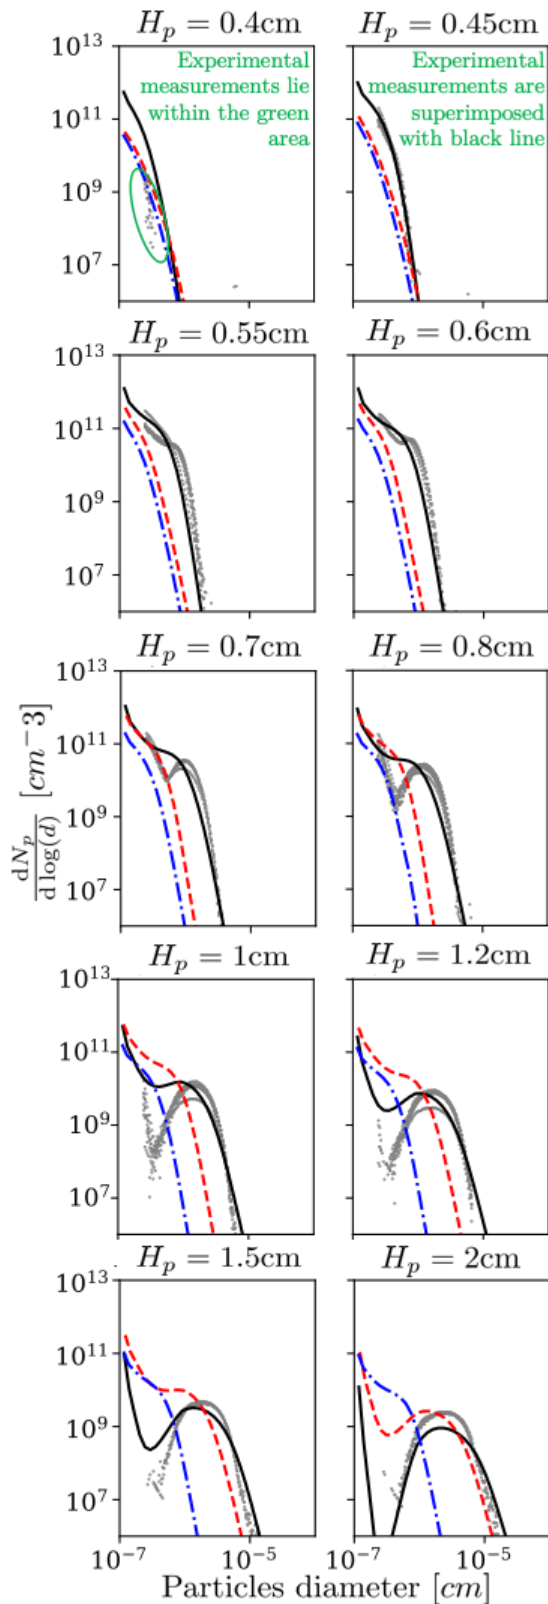 H_p = 0.4cm
H_p = 0.45cm
10^13
10^11
10^9
10^7
Experimental
measurements lie
within the green
area
Experimental
measurements are
superimposed
with black line
H_p = 0.55cm
H_p = 0.6cm
10^13
10^11
10^9
10^7
H_p = 0.7cm
H_p = 0.8cm
10^13
10^11
10^9
10^7
dN_p
d log(d)
[cm−3]
H_p = 1cm
H_p = 1.2cm
10^13
10^11
10^9
10^7
H_p = 1.5cm
H_p = 2cm
10^13
10^11
10^9
10^7
10^−7
10^−5
10^−7
10^−5
Particles diameter [cm]